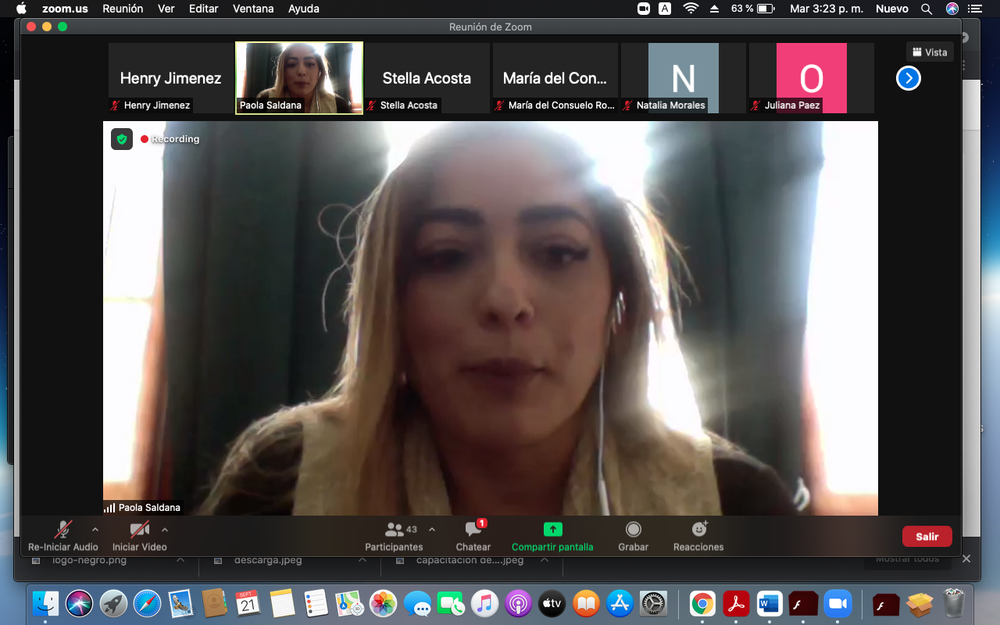 zoom.us Reunión Ver Editar Ventana Ayuda A 63 % Mar 3:23 p. m. Nuevo
Reunión de Zoom
Vista
Henry Jimenez
Stella Acosta
María del Con...
N
O
Henry Jimenez
Paola Saldana
Stella Acosta
María del Consuelo Ro...
Natalia Morales
Juliana Paez
Recording
Paola Saldana
43
1
Re-Iniciar Audio
Iniciar Video
Participantes
Chatear
Compartir pantalla
Grabar
Reacciones
Salir
logo-negro.png
descarga.jpeg
capacitacion de....jpeg
Mostrar todos
SEPT
21
tv
W